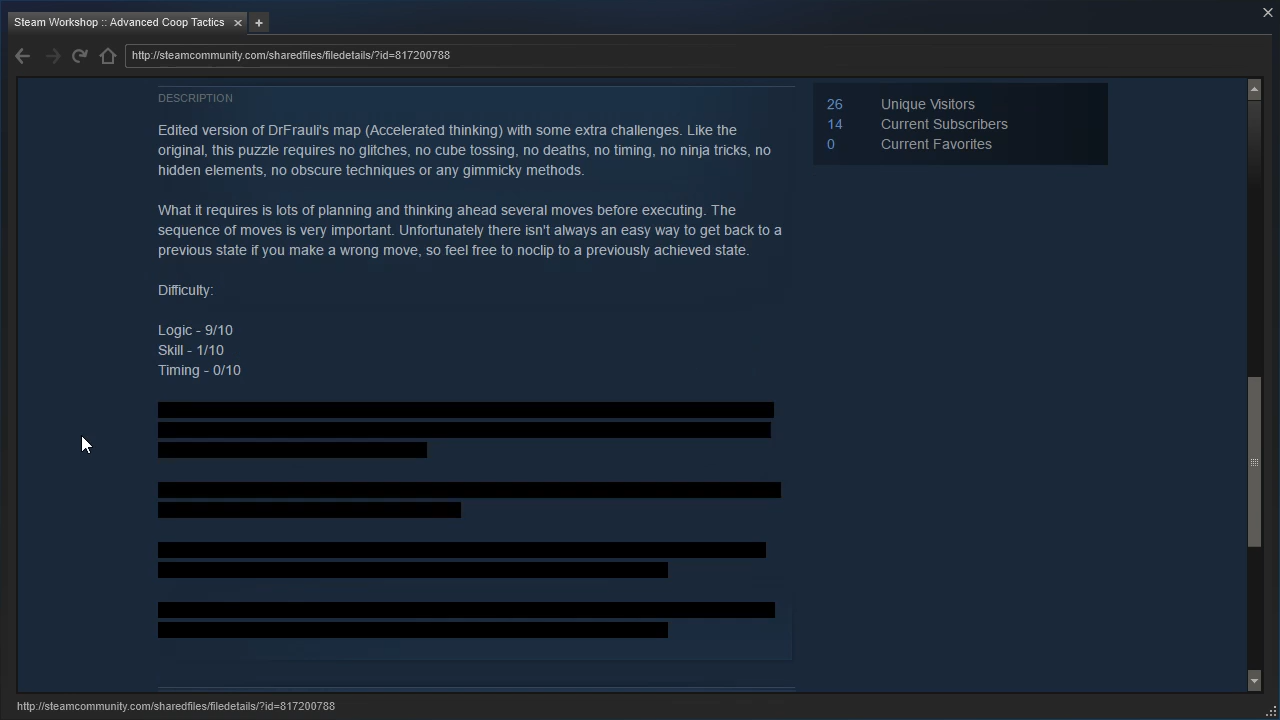 Steam Workshop :: Advanced Coop Tactics
http://steamcommunity.com/sharedfiles/filedetails/?id=817200788
DESCRIPTION
Edited version of DrFrauli's map (Accelerated thinking) with some extra challenges. Like the
original, this puzzle requires no glitches, no cube tossing, no deaths, no timing, no ninja tricks, no
hidden elements, no obscure techniques or any gimmicky methods.
What it requires is lots of planning and thinking ahead several moves before executing. The
sequence of moves is very important. Unfortunately there isn't always an easy way to get back to a
previous state if you make a wrong move, so feel free to noclip to a previously achieved state.
Difficulty:
Logic - 9/10
Skill - 1/10
Timing - 0/10
26 Unique Visitors
14 Current Subscribers
0 Current Favorites
http://steamcommunity.com/sharedfiles/filedetails/?id=817200788